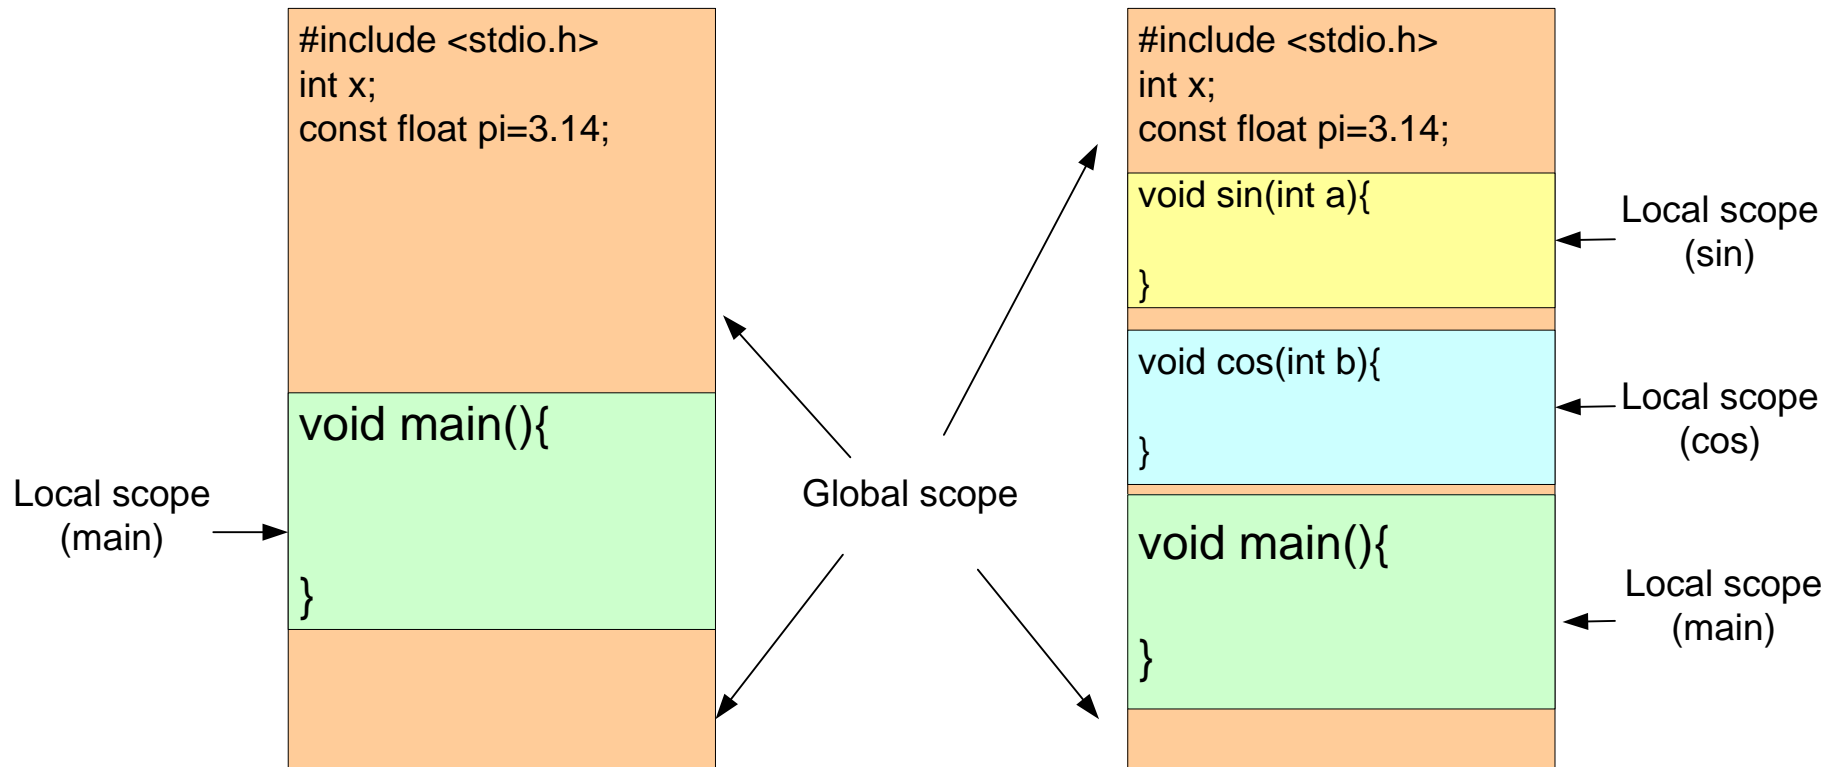 #include <stdio.h>
int x;
const float pi=3.14;
void main(){
}
Local scope
(main)
Global scope
#include <stdio.h>
int x;
const float pi=3.14;
void sin(int a){
}
void cos(int b){
}
void main(){
}
Local scope
(sin)
Local scope
(cos)
Local scope
(main)